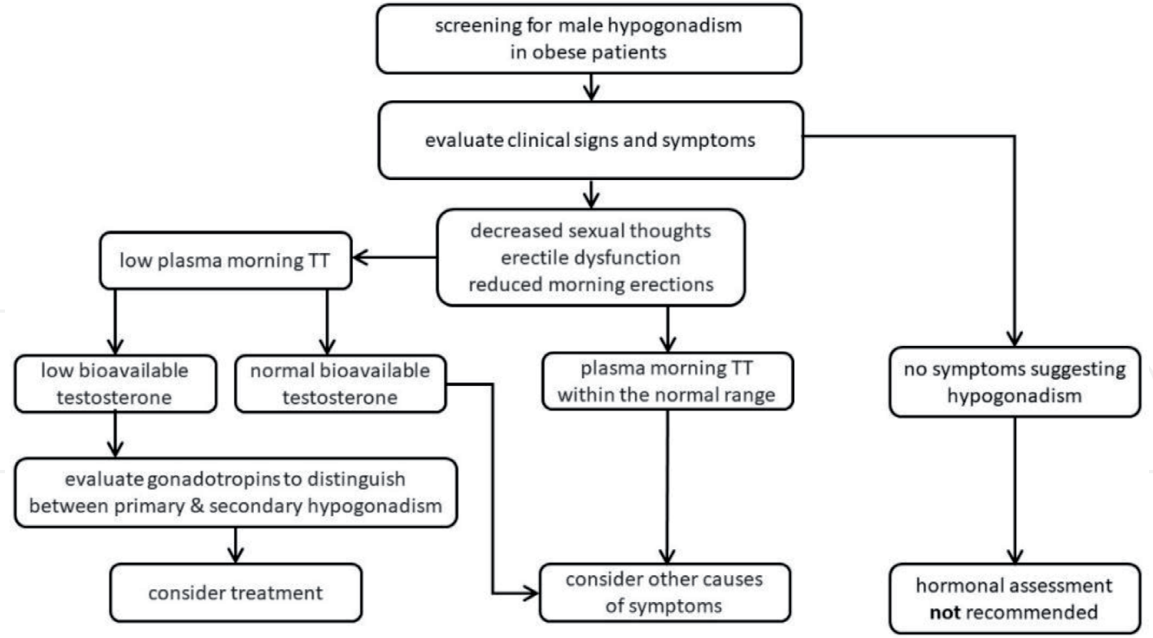 screening for male hypogonadism
in obese patients
evaluate clinical signs and symptoms
decreased sexual thoughts
erectile dysfunction
reduced morning erections
low plasma morning TT
low bioavailable
testosterone
normal bioavailable
testosterone
plasma morning TT
within the normal range
no symptoms suggesting
hypogonadism
evaluate gonadotropins to distinguish
between primary & secondary hypogonadism
consider treatment
consider other causes
of symptoms
hormonal assessment
not recommended